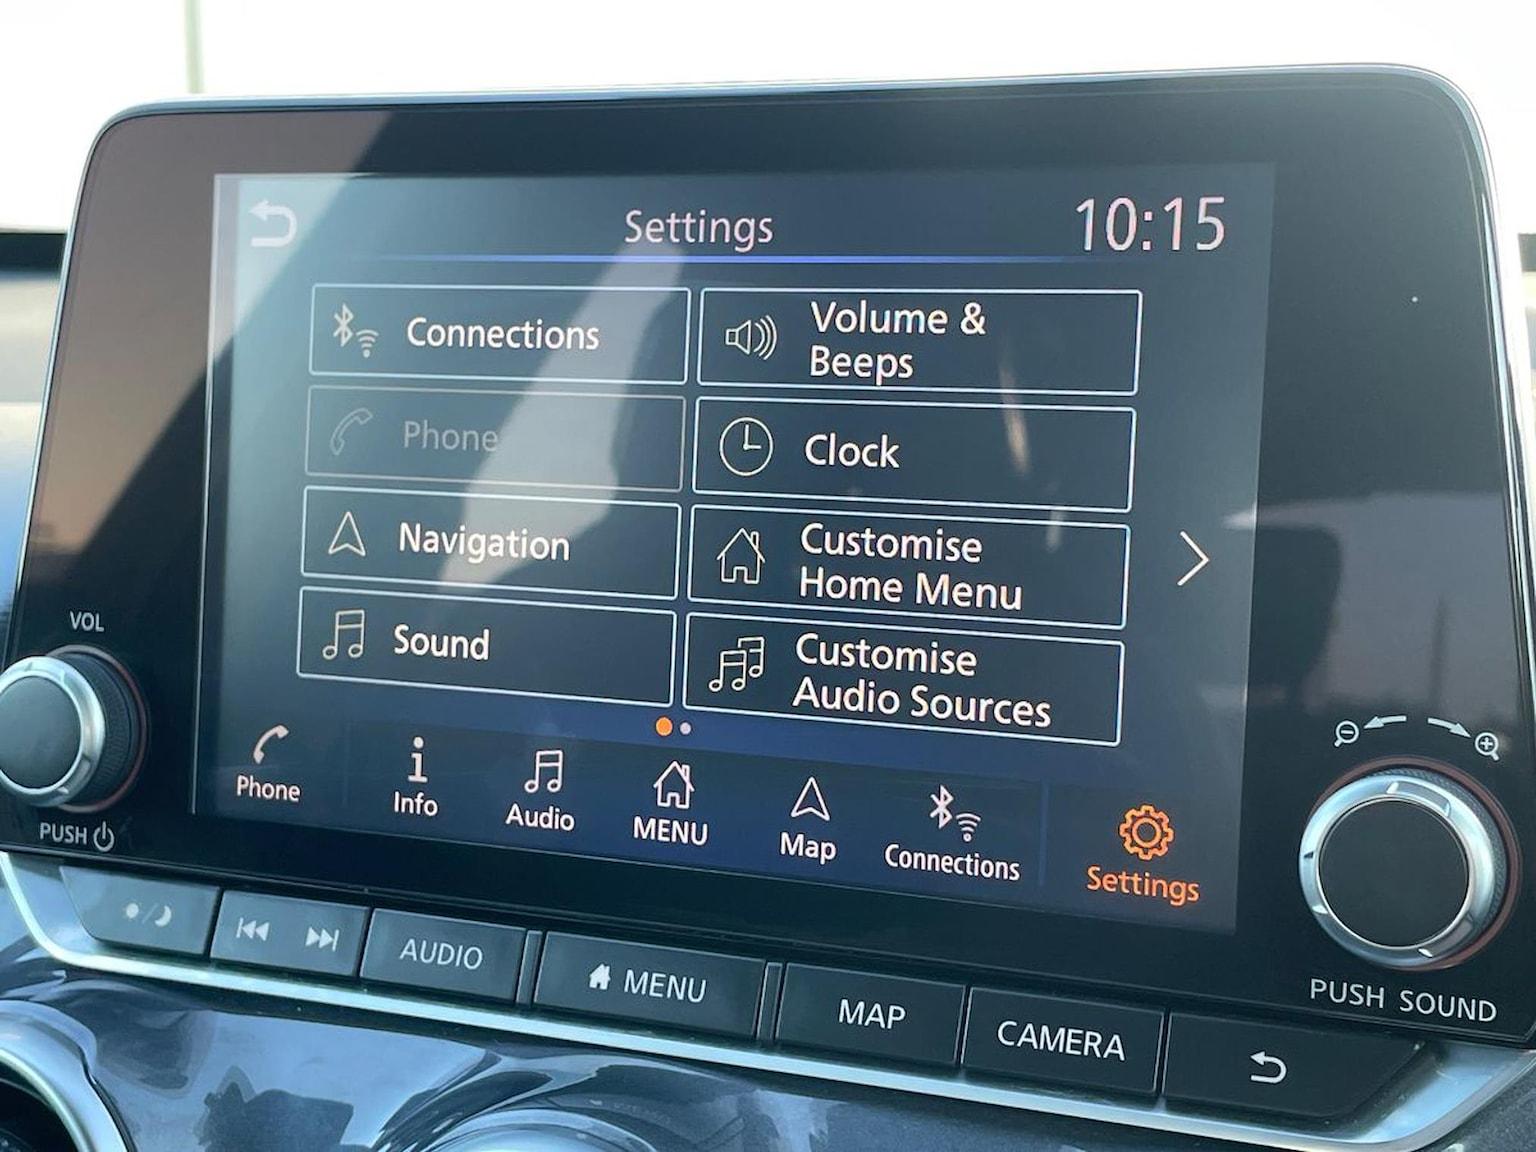 Settings
10:15
Connections
Volume &
Beeps
Phone
Clock
Navigation
Customise
Home Menu
Sound
Customise
Audio Sources
Phone
Info
Audio
MENU
Map
Connections
Settings
VOL
PUSH
AUDIO
MENU
MAP
CAMERA
PUSH SOUND